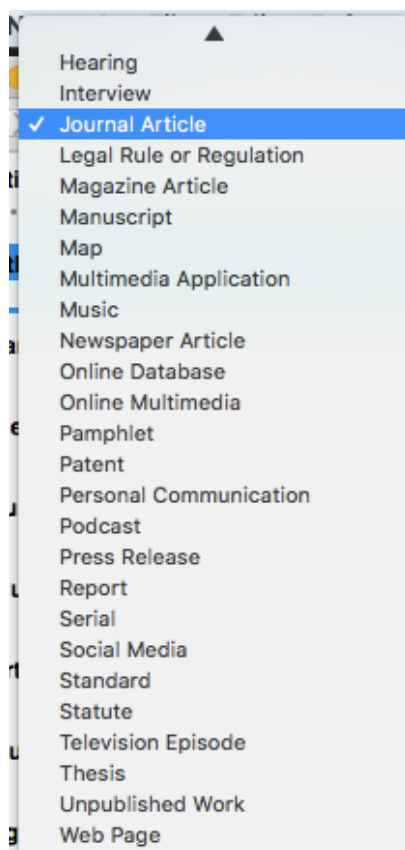 Hearing
Interview
✓ Journal Article
Legal Rule or Regulation
Magazine Article
Manuscript
Map
Multimedia Application
Music
Newspaper Article
Online Database
Online Multimedia
Pamphlet
Patent
Personal Communication
Podcast
Press Release
Report
Serial
Social Media
Standard
Statute
Television Episode
Thesis
Unpublished Work
Web Page